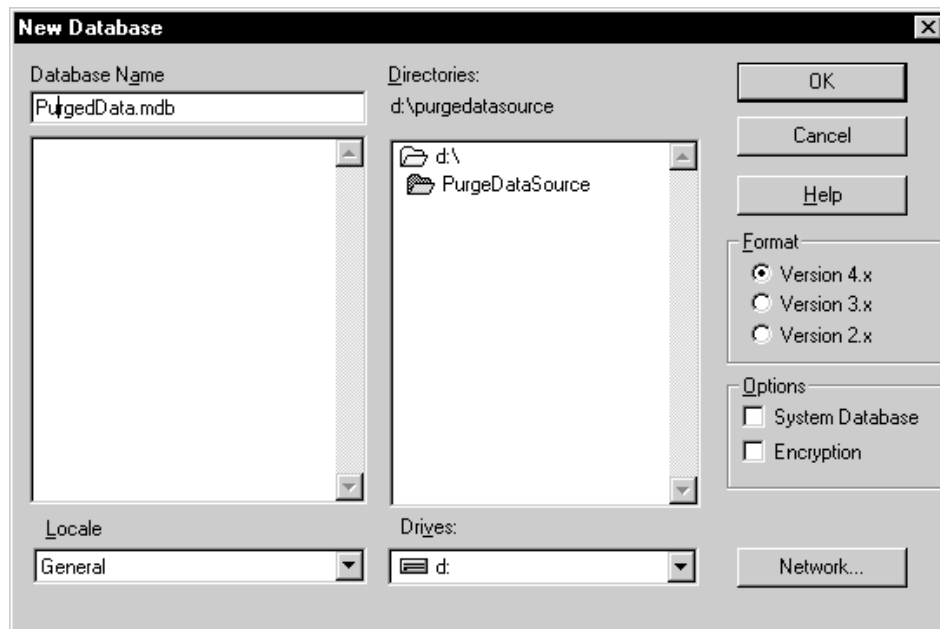 New Database
Database Name
PurgedData.mdb
Directories:
d:\purgedatasource
d:\
PurgeDataSource
OK
Cancel
Help
Format
Version 4.x
Version 3.x
Version 2.x
Options
System Database
Encryption
Locale
General
Drives:
d:
Network...